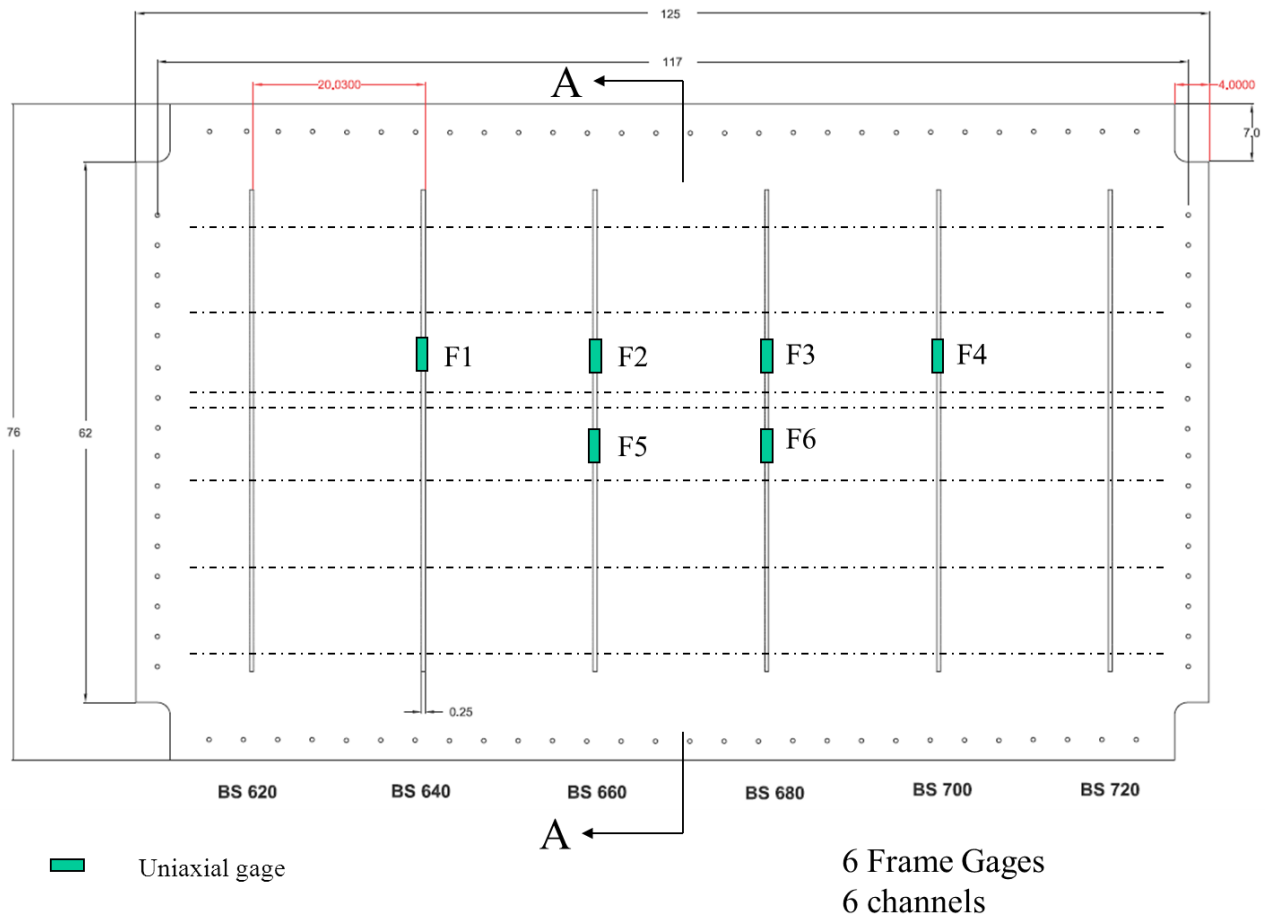 125
117
A
20.0300
4.0000
7.0
F1
F2
F3
F4
76
62
F5
F6
0.25
BS 620
BS 640
BS 660
BS 680
BS 700
BS 720
A
Uniaxial gage
6 Frame Gages
6 channels